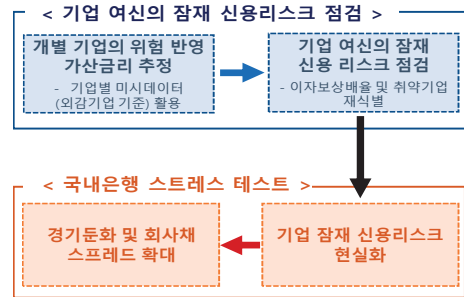 < 기업 여신의 잠재 신용리스크 점검 >
개별 기업의 위험 반영
가산금리 추정
- 기업별 미시데이터
(외감기업 기준) 활용
기업 여신의 잠재
신용 리스크 점검
- 이자보상배율 및 취약기업
재식별
< 국내은행 스트레스 테스트 >
경기둔화 및 회사채
스프레드 확대
기업 잠재 신용리스크
현실화